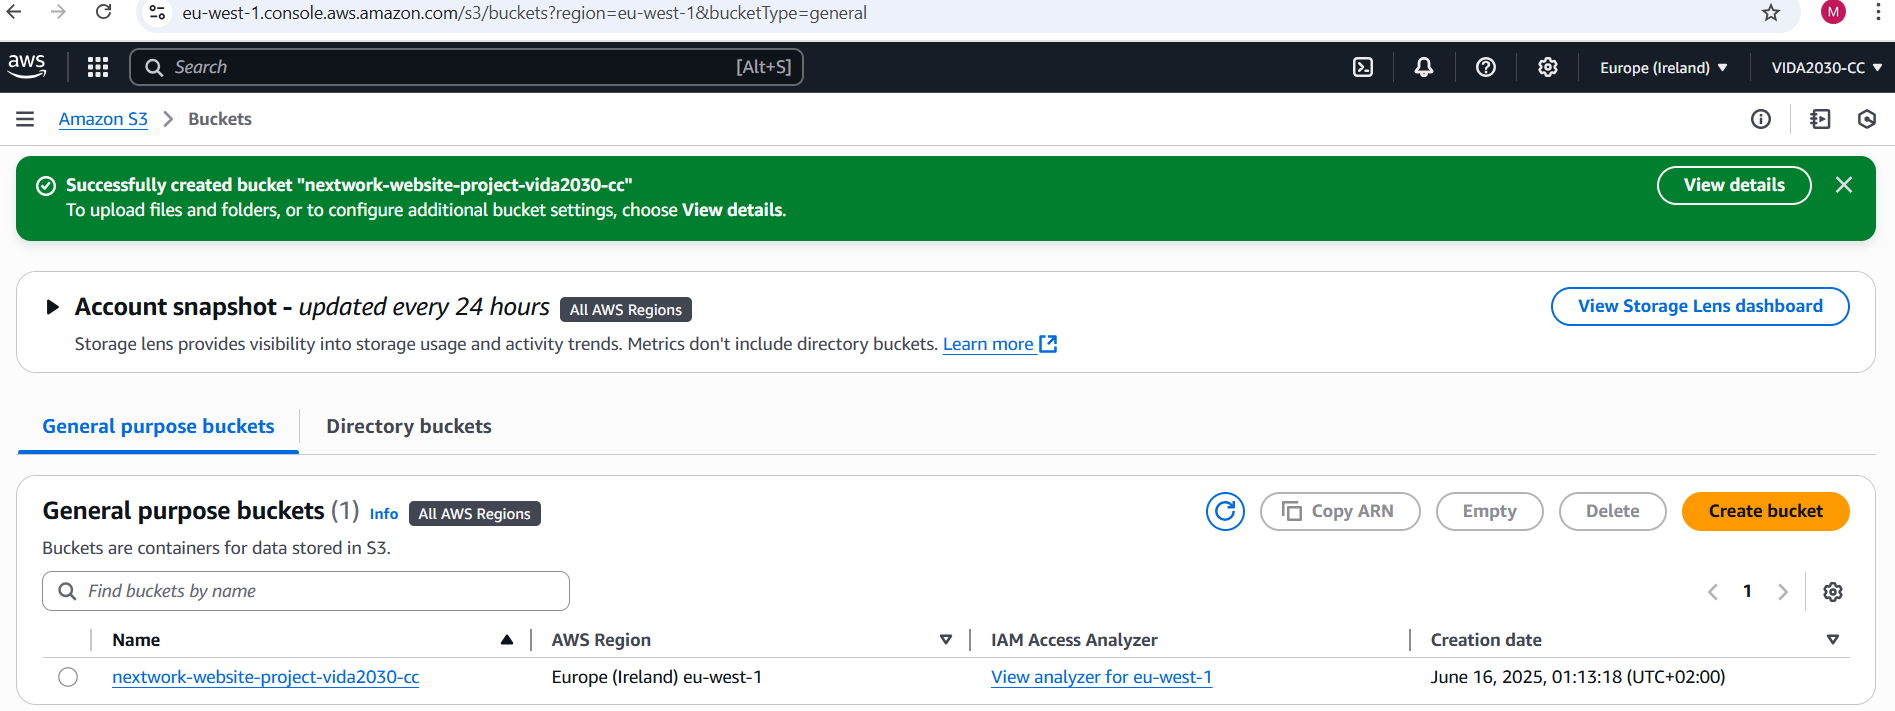 eu-west-1.console.aws.amazon.com/s3/buckets?region=eu-west-1&bucketType=general
M
aws
Search [Alt+S]
Europe (Ireland)
VIDA2030-CC
Amazon S3
Buckets
Successfully created bucket "nextwork-website-project-vida2030-cc"
To upload files and folders, or to configure additional bucket settings, choose View details.
View details
Account snapshot - updated every 24 hours All AWS Regions
View Storage Lens dashboard
Storage lens provides visibility into storage usage and activity trends. Metrics don't include directory buckets. Learn more
General purpose buckets
Directory buckets
General purpose buckets (1) Info All AWS Regions
Copy ARN
Empty
Delete
Create bucket
Buckets are containers for data stored in S3.
Find buckets by name
1
Name AWS Region IAM Access Analyzer Creation date
nextwork-website-project-vida2030-cc Europe (Ireland) eu-west-1 View analyzer for eu-west-1 June 16, 2025, 01:13:18 (UTC+02:00)